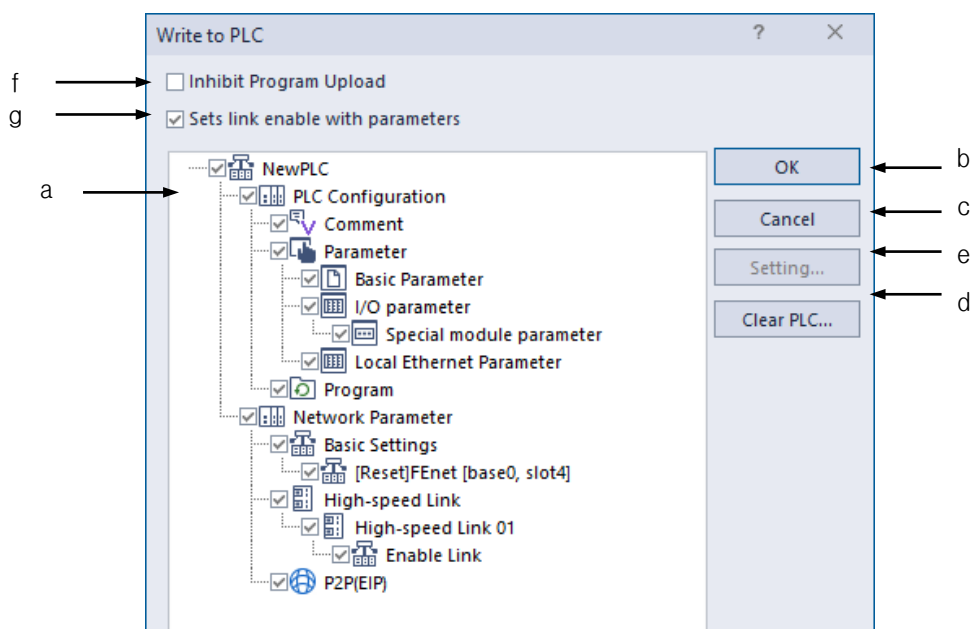 Write to PLC ?
f Inhibit Program Upload
g Sets link enable with parameters
NewPLC
OK b
a PLC Configuration
Comment
Cancel c
Parameter
e
Setting...
Basic Parameter
I/O parameter
d
Clear PLC...
Special module parameter
Local Ethernet Parameter
Program
Network Parameter
Basic Settings
[Reset]FEnet [base0, slot4]
High-speed Link
High-speed Link 01
Enable Link
P2P(EIP)